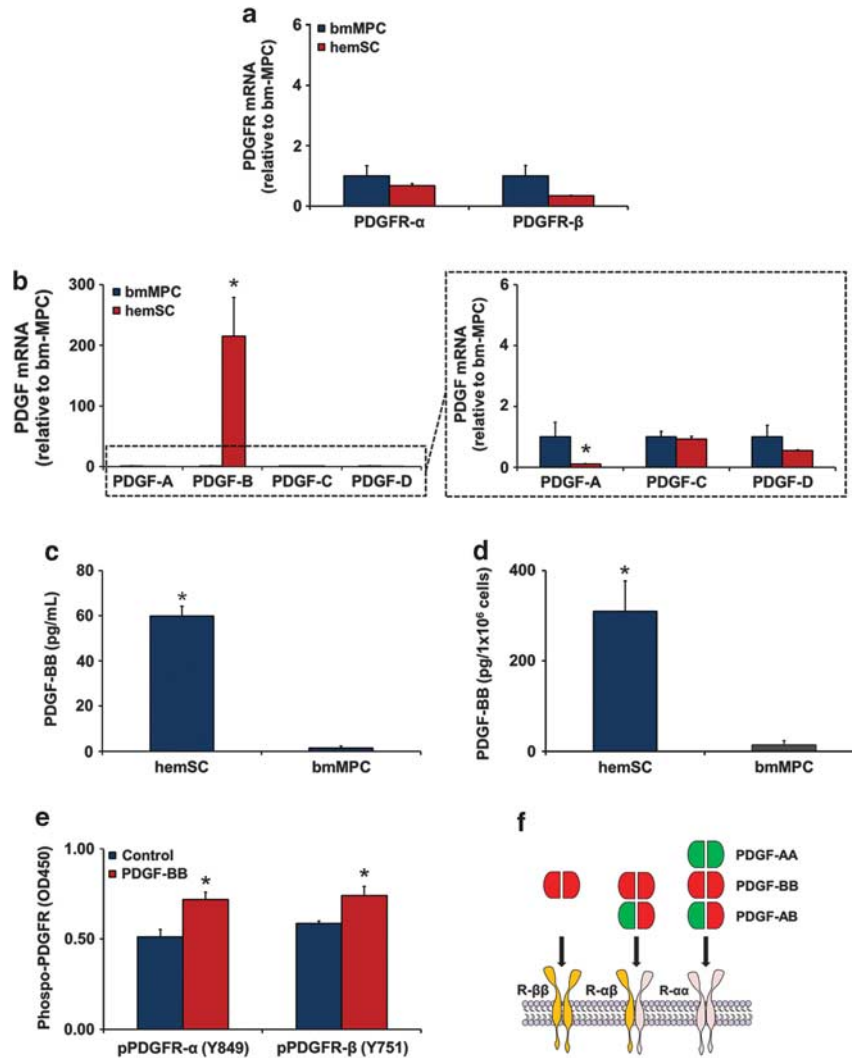 a
bmMPC
hemSC
PDGFR mRNA
(relative to bm-MPC)
6
4
2
0
PDGFR-α
PDGFR-β
b
bmMPC
hemSC
PDGF mRNA
(relative to bm-MPC)
300
200
100
0
*
PDGF-A
PDGF-B
PDGF-C
PDGF-D
PDGF mRNA
(relative to bm-MPC)
6
4
2
0
*
PDGF-A
PDGF-C
PDGF-D
c
PDGF-BB (pg/mL)
80
60
40
20
0
*
hemSC
bmMPC
d
PDGF-BB (pg/1x10⁶ cells)
400
200
0
*
hemSC
bmMPC
e
Control
PDGF-BB
Phospo-PDGFR (OD450)
1.00
0.50
0.00
*
*
pPDGFR-α (Y849)
pPDGFR-β (Y751)
f
PDGF-AA
PDGF-BB
PDGF-AB
R-ββ
R-αβ
R-αα